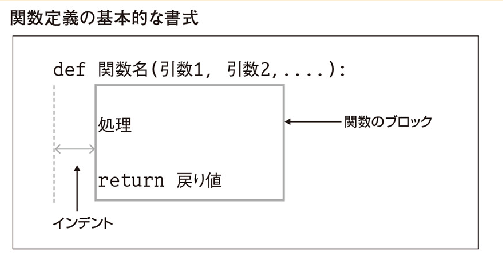 関数定義の基本的な書式
def 関数名(引数1, 引数2,....):
処理
関数のブロック
return 戻り値
インデント